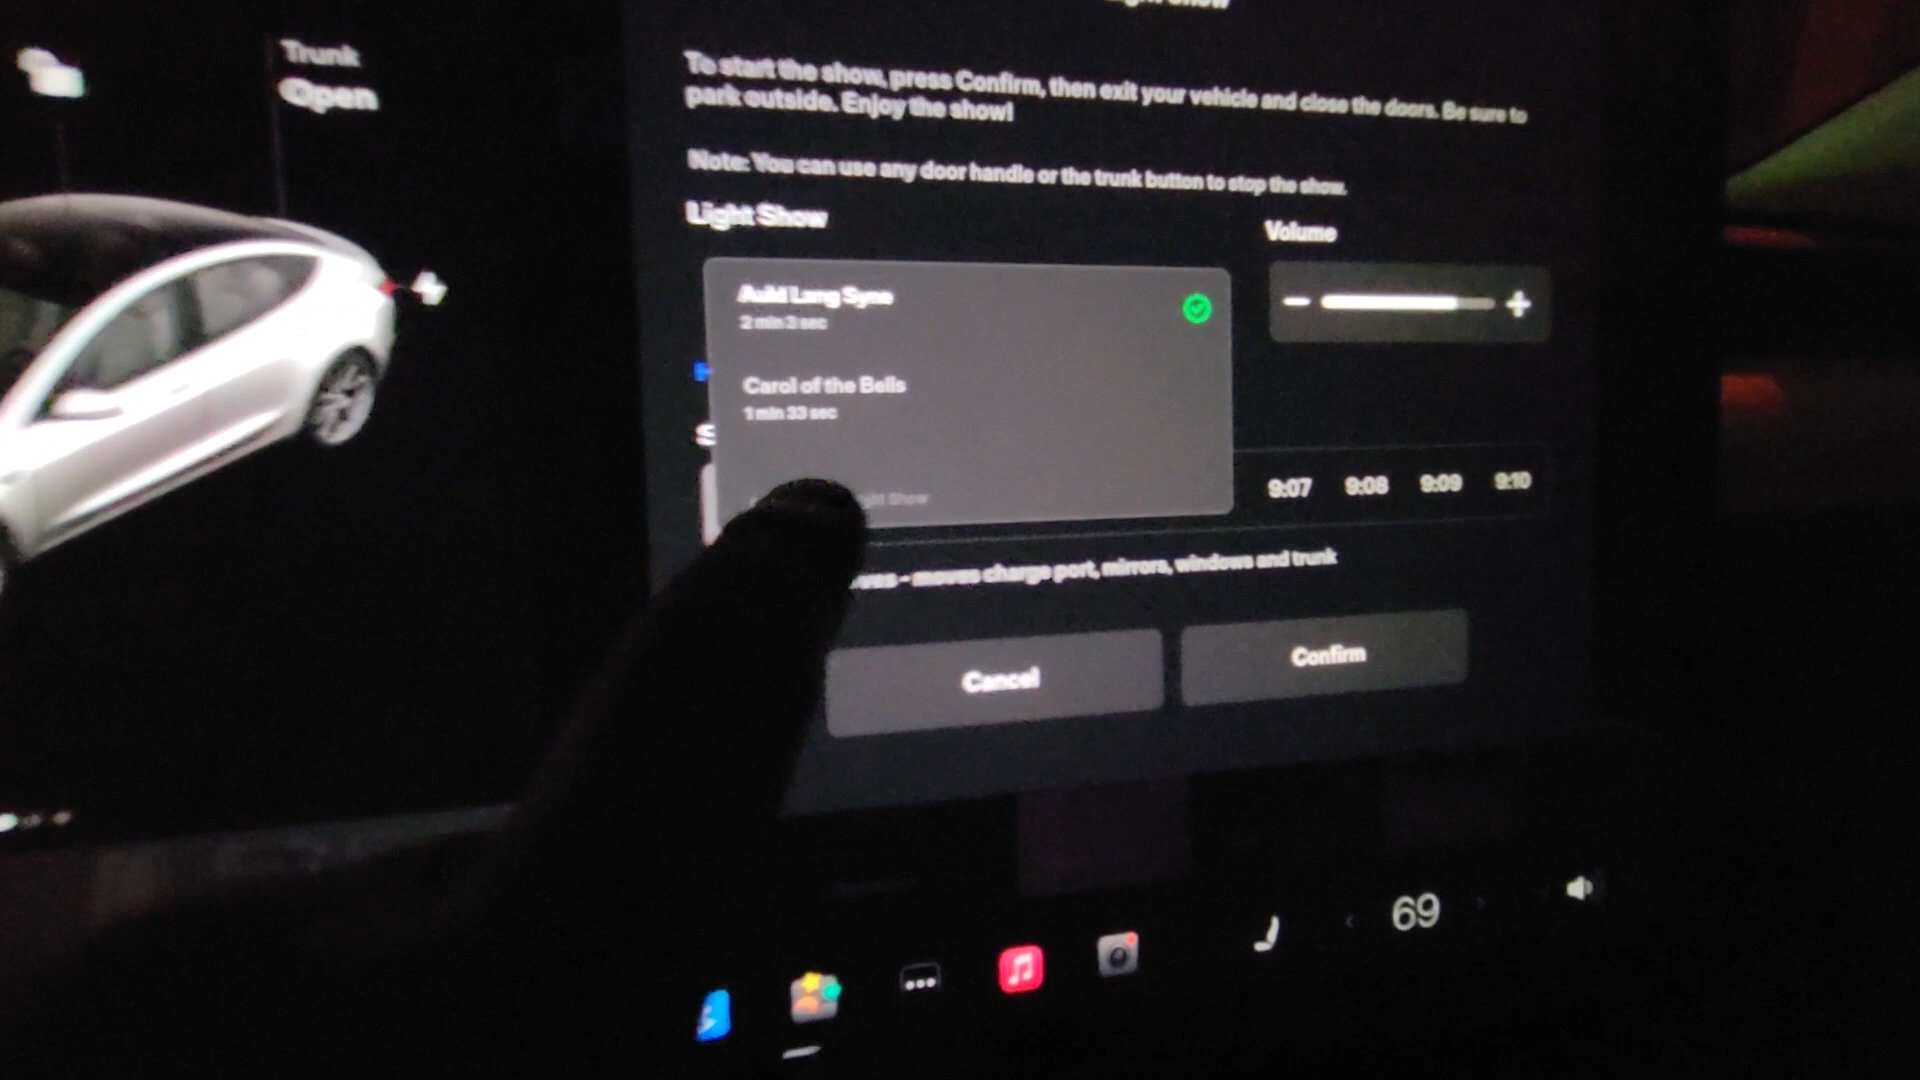 Trunk
Open
Light Show
To start the show, press Confirm, then exit your vehicle and close the doors. Be sure to
park outside. Enjoy the show!
Note: You can use any door handle or the trunk button to stop the show.
Light Show
Volume
Auld Lang Syne
2 min 3 sec
Carol of the Bells
1 min 33 sec
Show
9:07 9:08 9:09 9:10
- moves charge port, mirrors, windows and trunk
Cancel
Confirm
69